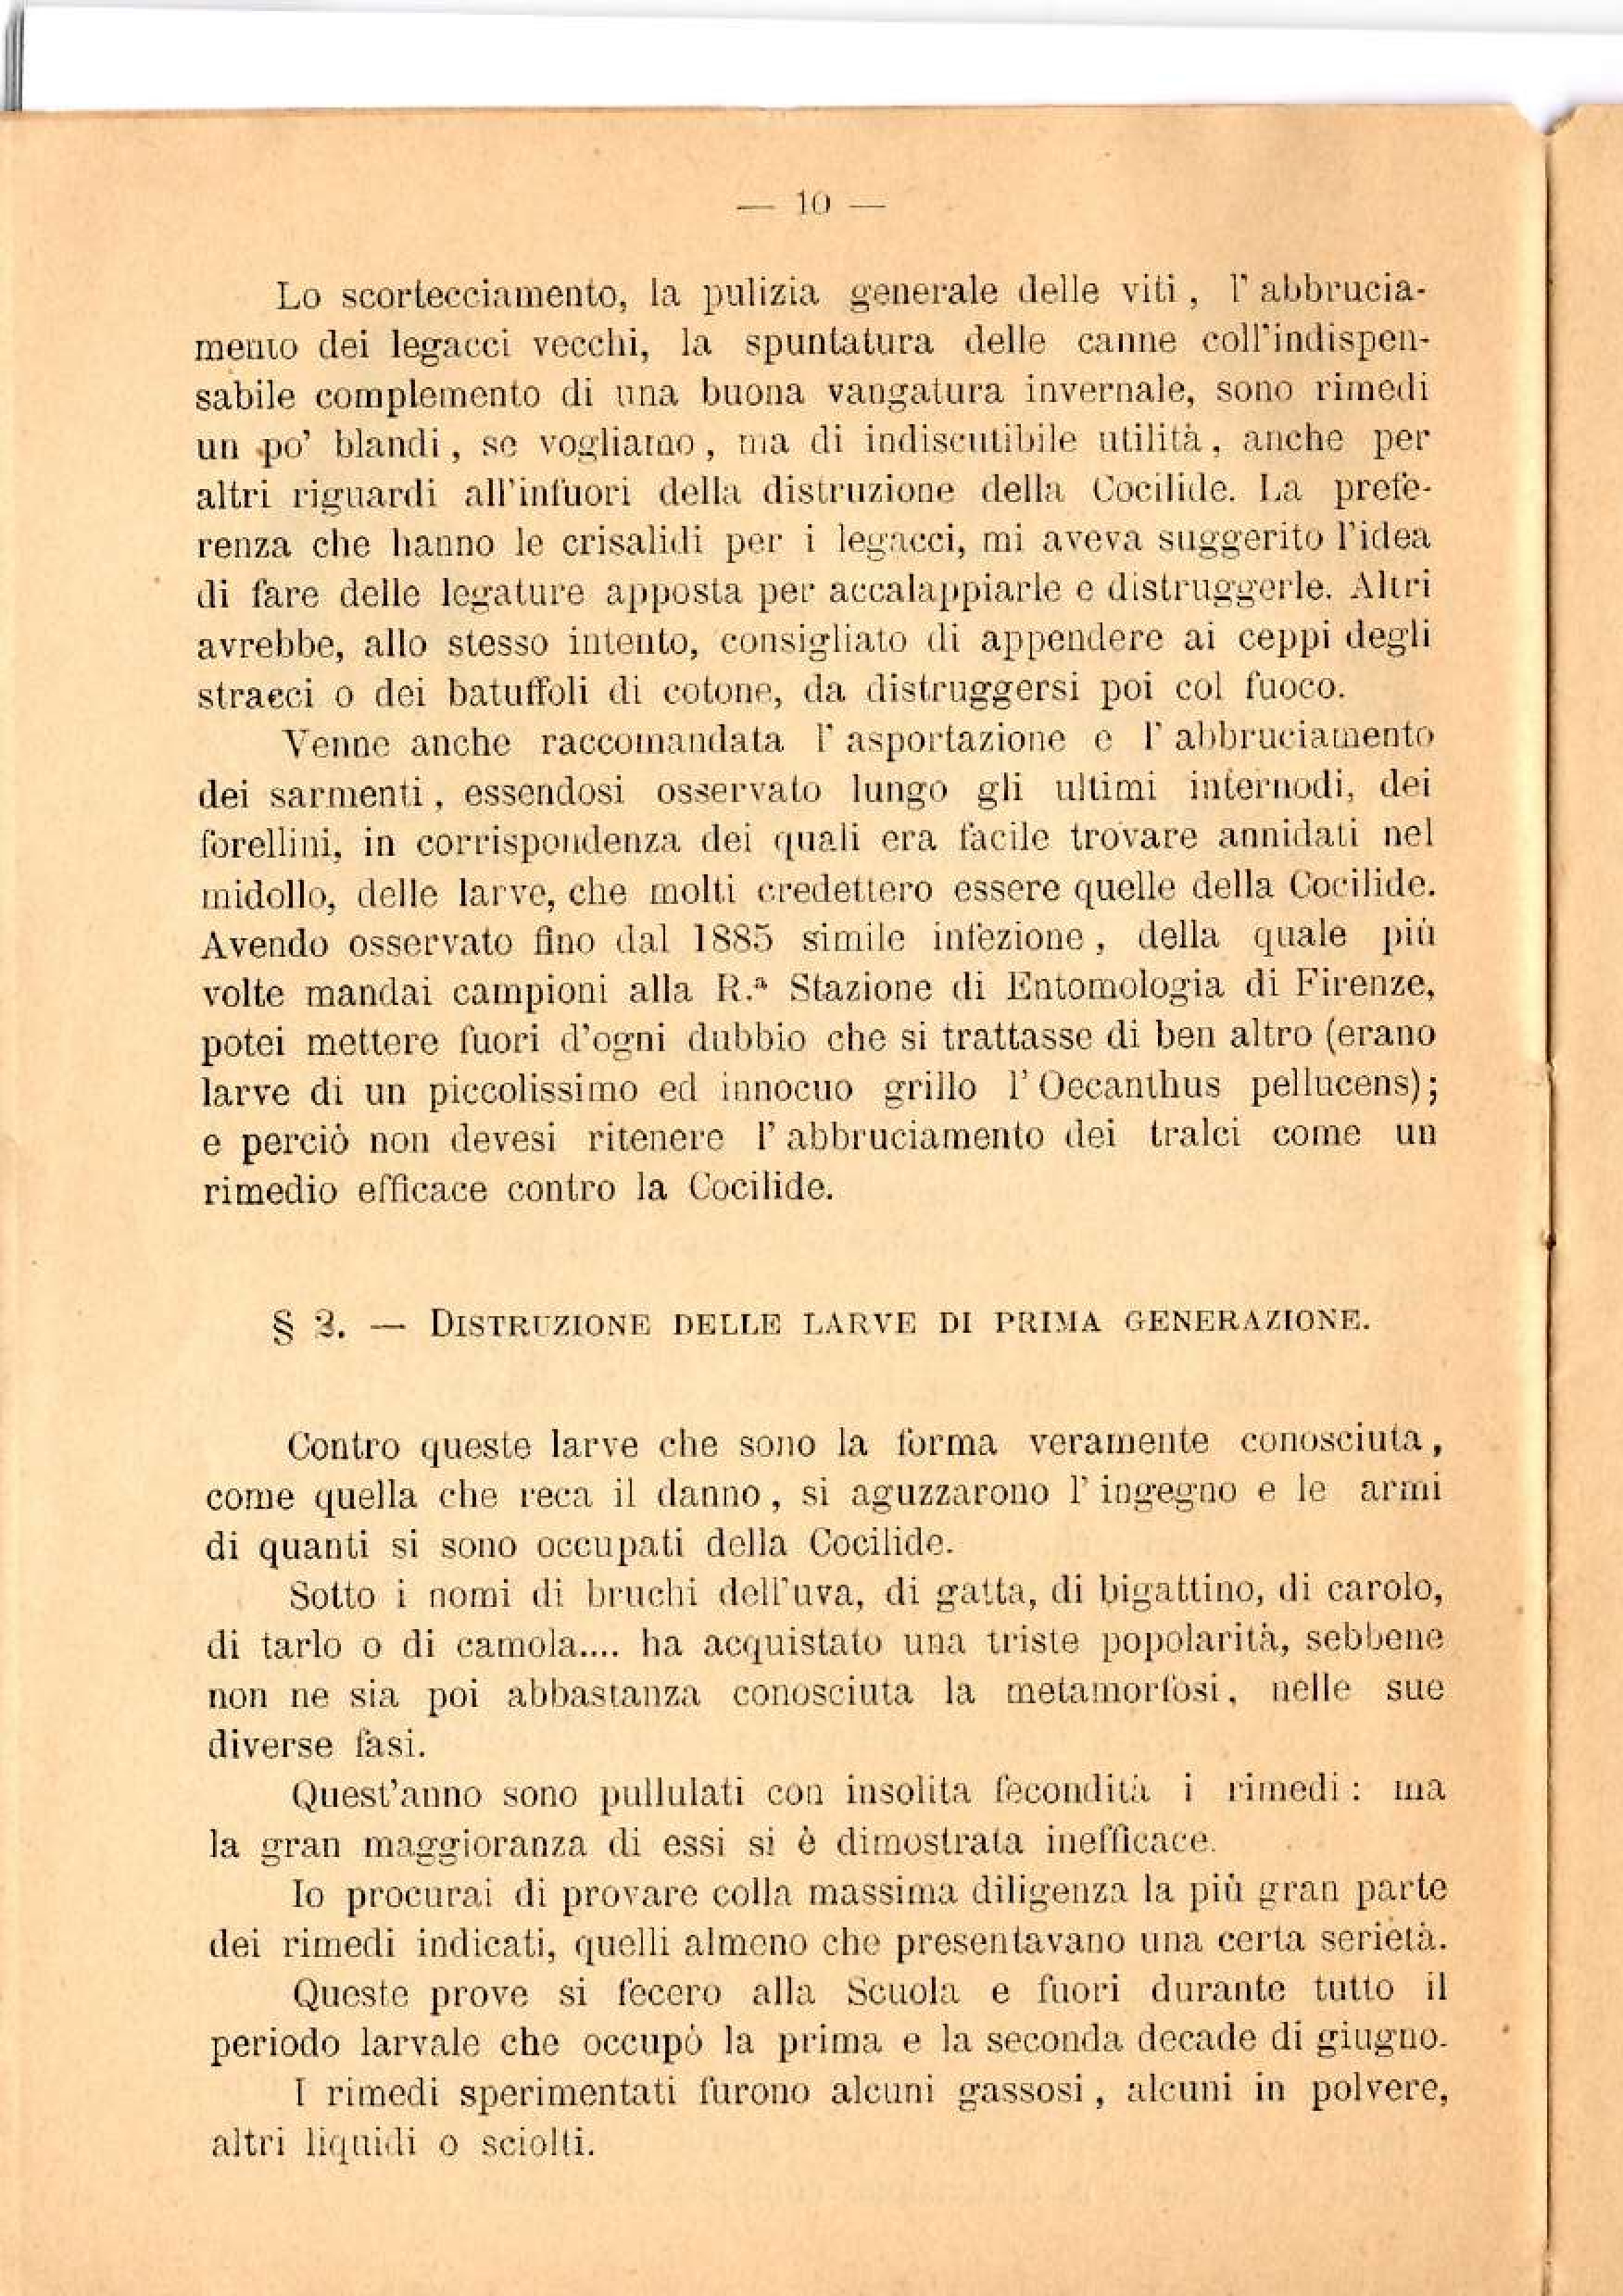 — 10 —
Lo scortecciamento, la pulizia generale delle viti, l'abbrucia-
mento dei legacci vecchi, la spuntatura delle canne coll'indispen-
sabile complemento di una buona vangatura invernale, sono rimedi
un po' blandi, se vogliamo, ma di indiscutibile utilità, anche per
altri riguardi all'infuori della distruzione della Cocilide. La prefe-
renza che hanno le crisalidi per i legacci, mi aveva suggerito l'idea
di fare delle legature apposta per accalappiarle e distruggerle. Altri
avrebbe, allo stesso intento, consigliato di appendere ai ceppi degli
stracci o dei batuffoli di cotone, da distruggersi poi col fuoco.
Venne anche raccomandata l'asportazione e l'abbruciamento
dei sarmenti, essendosi osservato lungo gli ultimi internodi, dei
forellini, in corrispondenza dei quali era facile trovare annidati nel
midollo, delle larve, che molti credettero essere quelle della Cocilide.
Avendo osservato fino dal 1885 simile infezione, della quale più
volte mandai campioni alla R.ª Stazione di Entomologia di Firenze,
potei mettere fuori d'ogni dubbio che si trattasse di ben altro (erano
larve di un piccolissimo ed innocuo grillo l'Oecanthus pellucens);
e perciò non devesi ritenere l'abbruciamento dei tralci come un
rimedio efficace contro la Cocilide.
§ 3. — DISTRUZIONE DELLE LARVE DI PRIMA GENERAZIONE.
Contro queste larve che sono la forma veramente conosciuta,
come quella che reca il danno, si aguzzarono l'ingegno e le armi
di quanti si sono occupati della Cocilide.
Sotto i nomi di bruchi dell'uva, di gatta, di bigattino, di carolo,
di tarlo o di camola.... ha acquistato una triste popolarità, sebbene
non ne sia poi abbastanza conosciuta la metamorfosi, nelle sue
diverse fasi.
Quest'anno sono pullulati con insolita fecondità i rimedi: ma
la gran maggioranza di essi si è dimostrata inefficace.
Io procurai di provare colla massima diligenza la più gran parte
dei rimedi indicati, quelli almeno che presentavano una certa serietà.
Queste prove si fecero alla Scuola e fuori durante tutto il
periodo larvale che occupò la prima e la seconda decade di giugno.
I rimedi sperimentati furono alcuni gassosi, alcuni in polvere,
altri liquidi o sciolti.